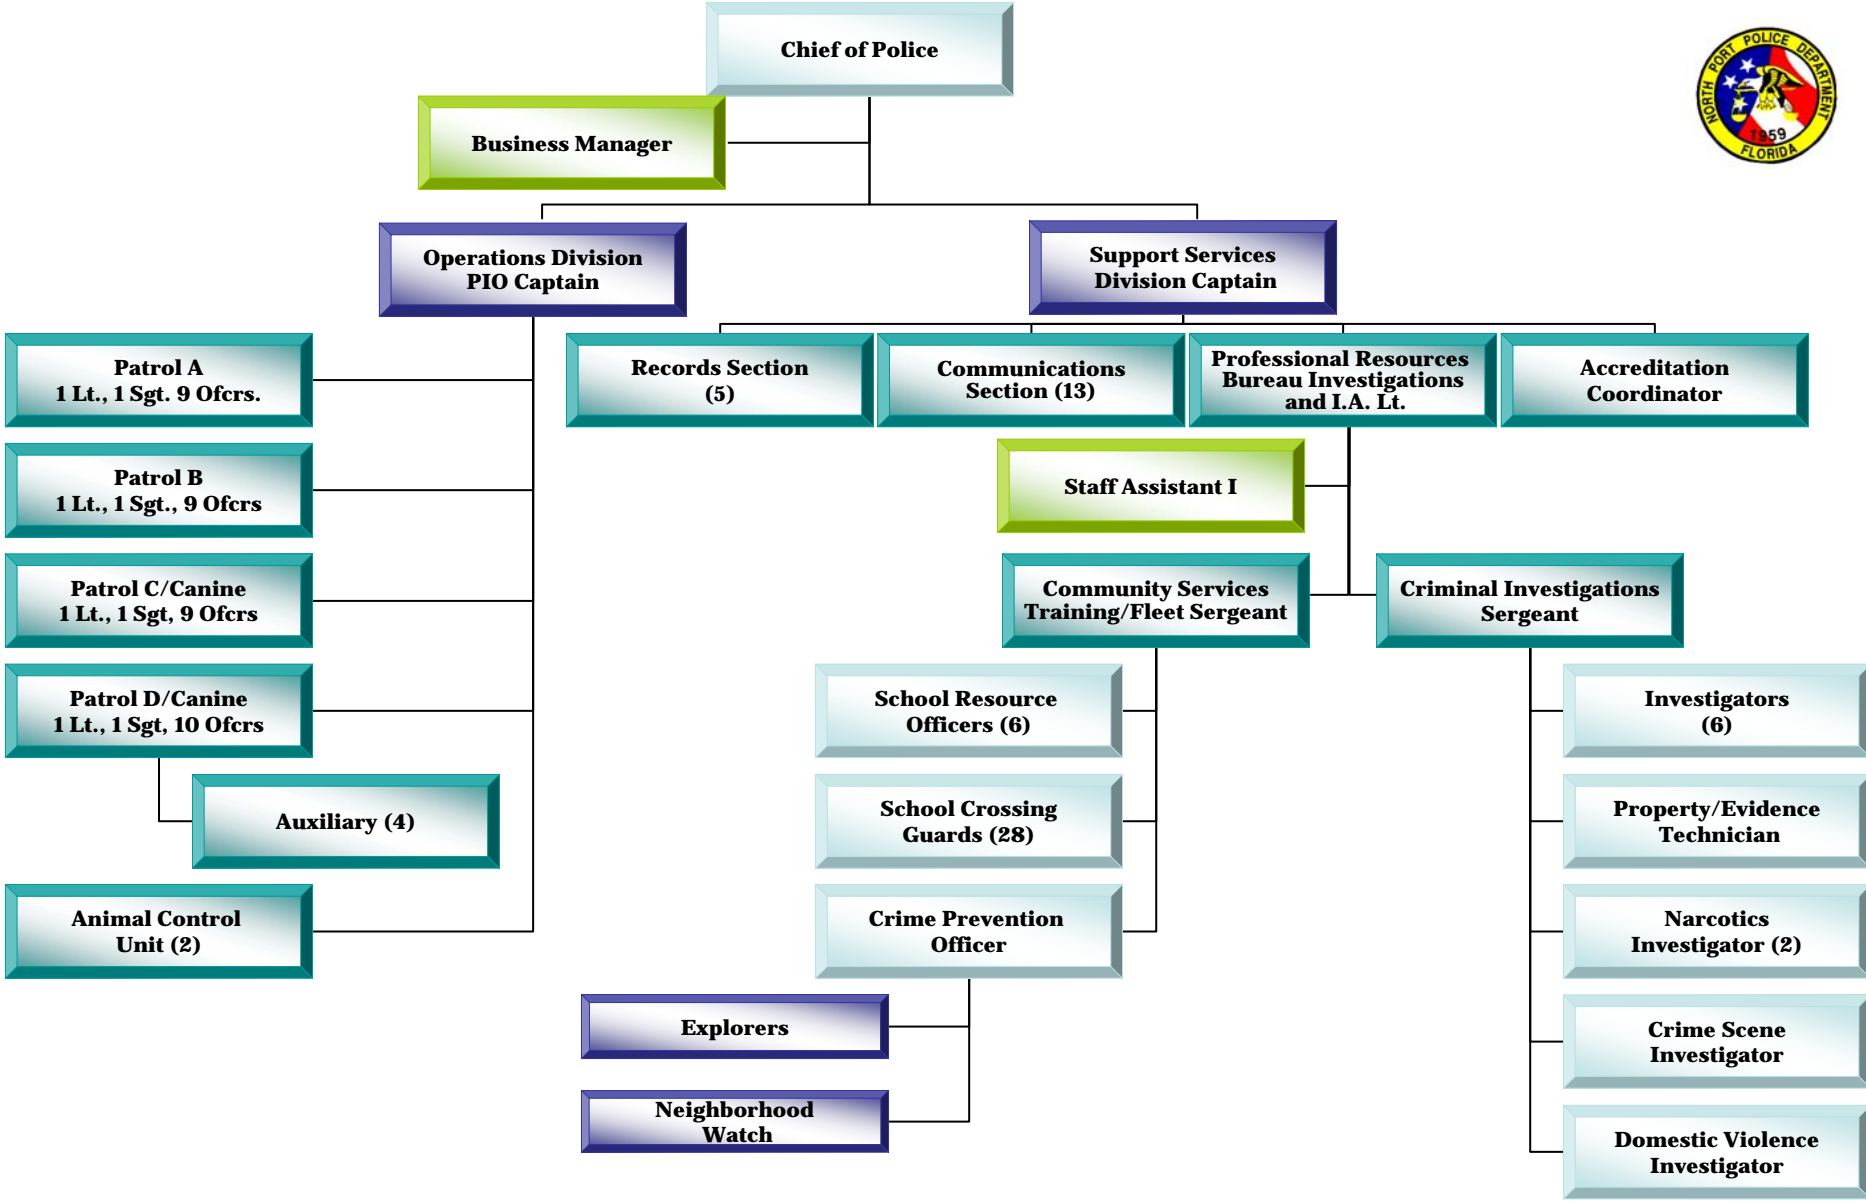 Chief of Police
NORTH PORT POLICE DEPARTMENT
1959
FLORIDA
Business Manager
Operations Division
PIO Captain
Support Services
Division Captain
Patrol A
1 Lt., 1 Sgt. 9 Ofcrs.
Records Section
(5)
Communications
Section (13)
Professional Resources
Bureau Investigations
and I.A. Lt.
Accreditation
Coordinator
Patrol B
1 Lt., 1 Sgt., 9 Ofcrs
Staff Assistant I
Patrol C/Canine
1 Lt., 1 Sgt, 9 Ofcrs
Community Services
Training/Fleet Sergeant
Criminal Investigations
Sergeant
Patrol D/Canine
1 Lt., 1 Sgt, 10 Ofcrs
School Resource
Officers (6)
Investigators
(6)
Auxiliary (4)
School Crossing
Guards (28)
Property/Evidence
Technician
Animal Control
Unit (2)
Crime Prevention
Officer
Narcotics
Investigator (2)
Explorers
Crime Scene
Investigator
Neighborhood
Watch
Domestic Violence
Investigator